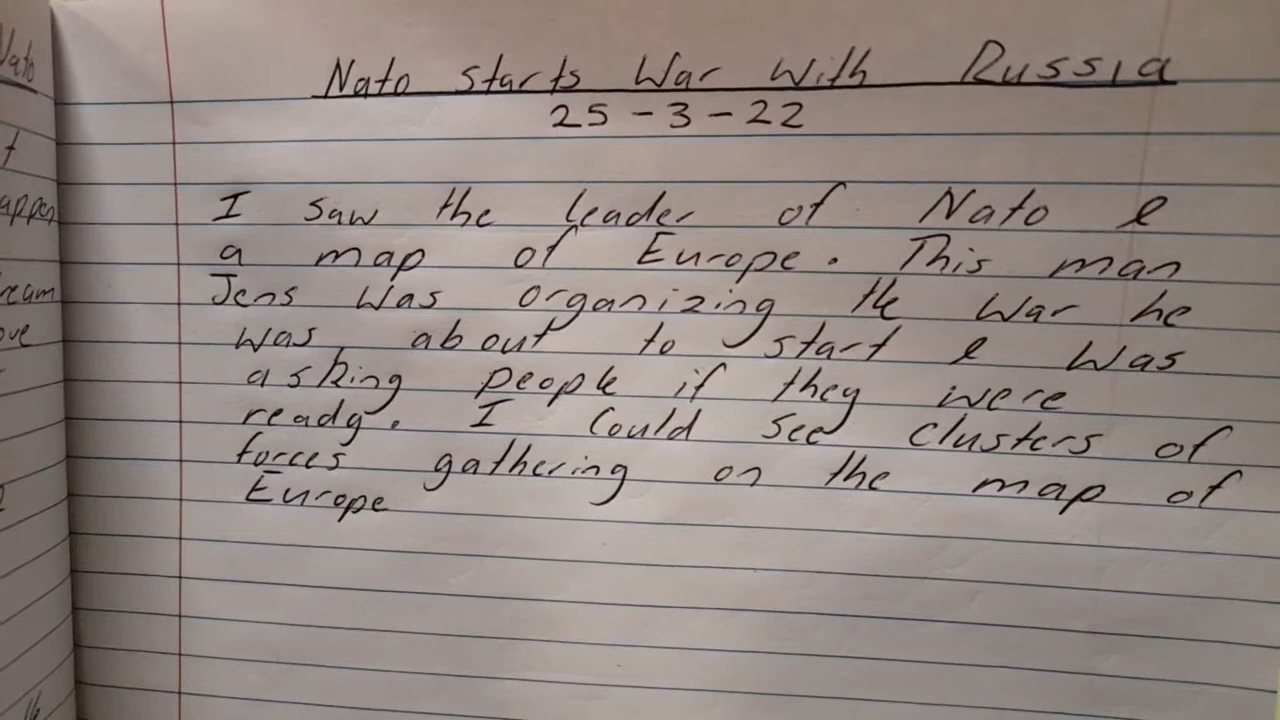 Nato starts War With Russia
25-3-22
I saw the leader of Nato &
a map of Europe. This man
Jens Was organizing the War he
was about to start & Was
asking people if they were
ready. I Could see clusters of
forces gathering on the map of
Europe
Nato